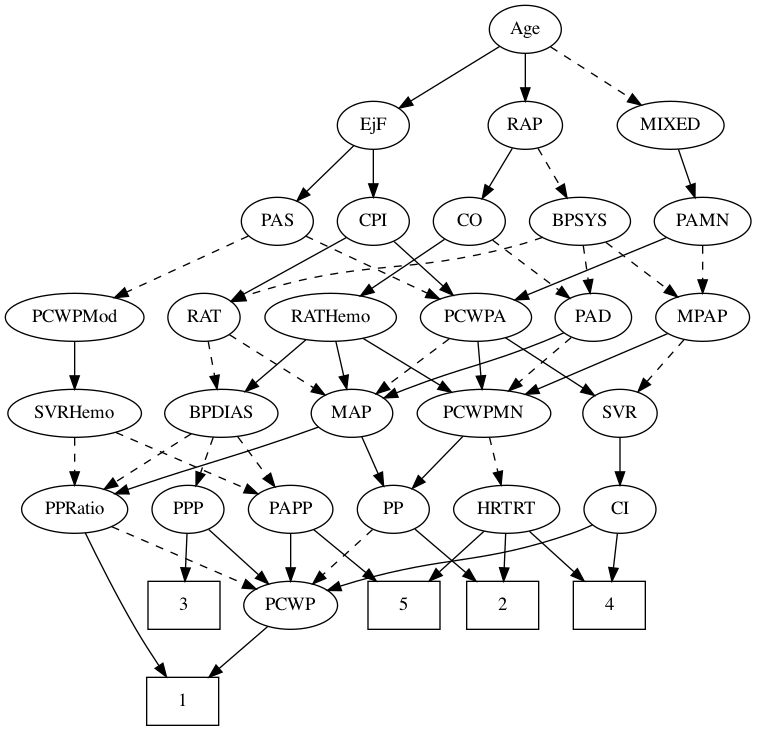 Age
EjF
RAP
MIXED
PAS
CPI
CO
BPSYS
PAMN
PCWPMod
RAT
RATHemo
PCWPA
PAD
MPAP
SVRHemo
BPDIAS
MAP
PCWPMN
SVR
PPRatio
PPP
PAPP
PP
HRTRT
CI
3
PCWP
5
2
4
1